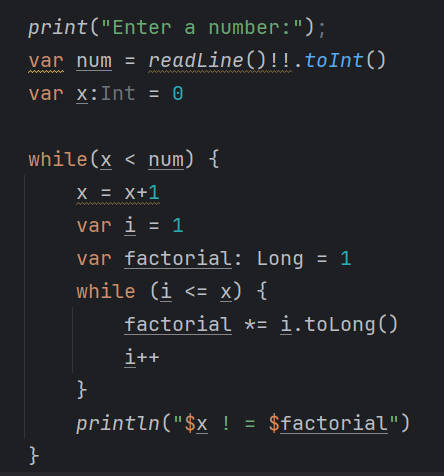 print("Enter a number:");
var num = readLine()!!.toInt()
var x:Int = 0
while(x < num) {
x = x+1
var i = 1
var factorial: Long = 1
while (i <= x) {
factorial *= i.toLong()
i++
}
println("$x ! = $factorial")
}